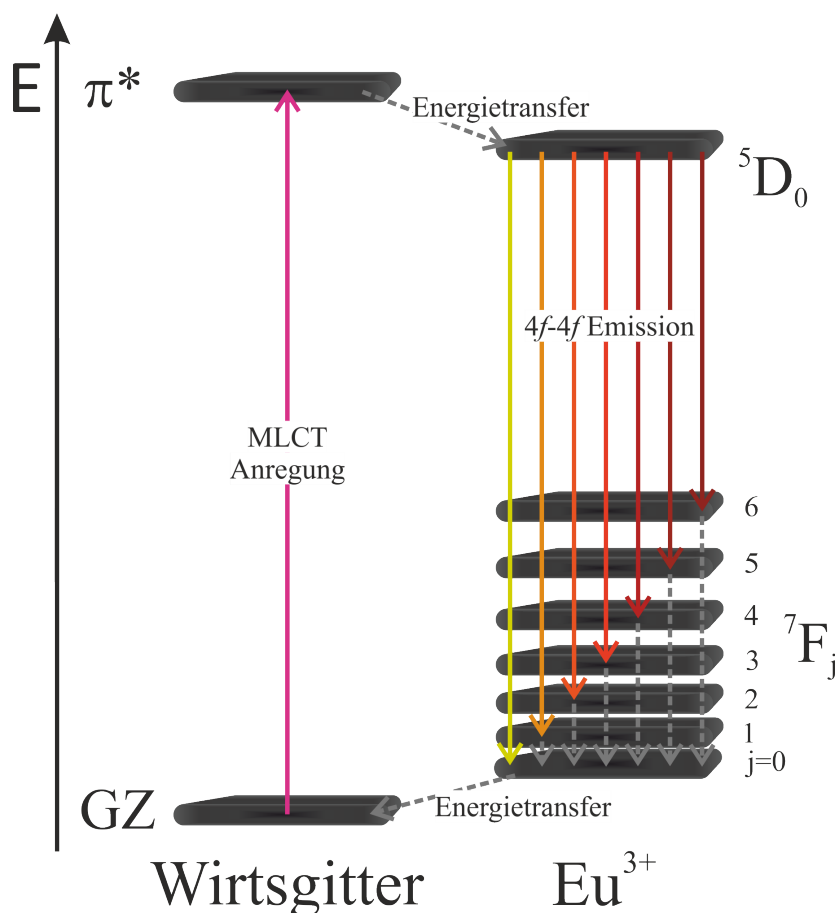 E
π*
Energietransfer
⁵D₀
4f-4f Emission
MLCT
Anregung
6
5
4
3
2
1
j=0
⁷Fⱼ
GZ
Energietransfer
Wirtsgitter
Eu³⁺